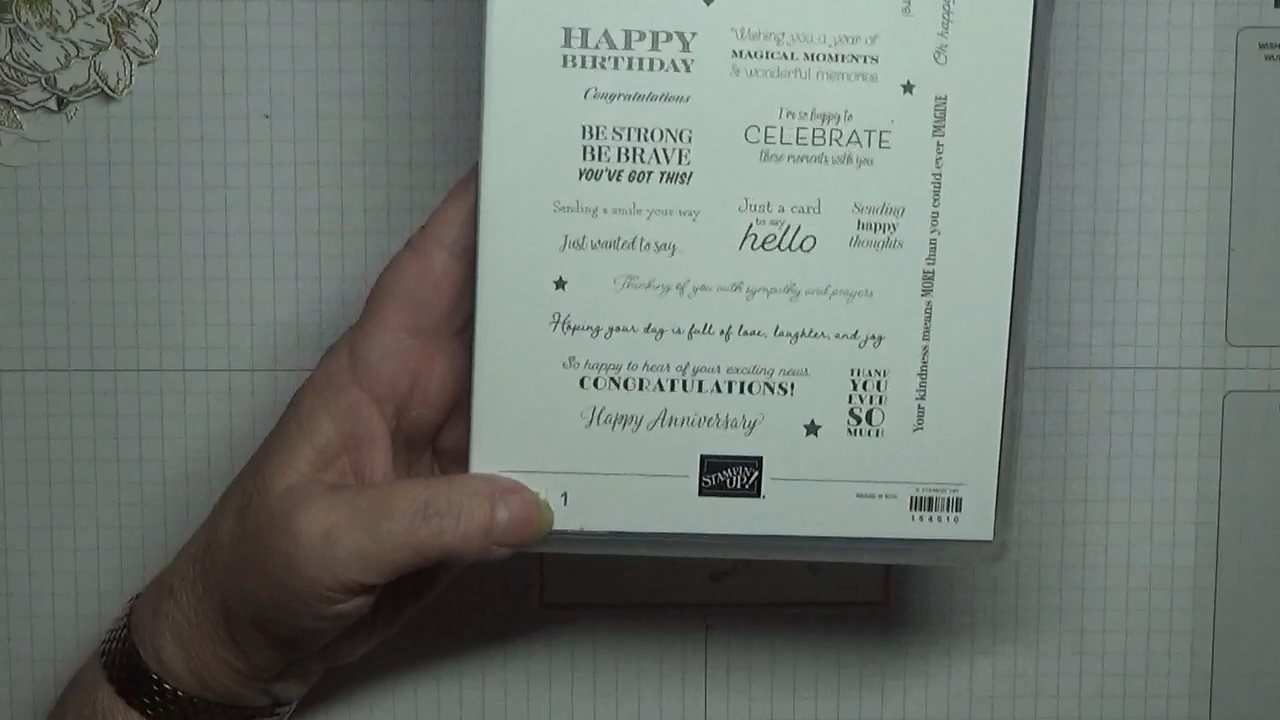 HAPPY
BIRTHDAY
Wishing you a year of
MAGICAL MOMENTS
& wonderful memories
Congratulations
I'm so happy to
CELEBRATE
these moments with you
BE STRONG
BE BRAVE
YOU'VE GOT THIS!
Sending a smile your way
Just a card
to say
hello
Sending
happy
thoughts
Just wanted to say...
Thinking of you with sympathy and prayers
Hoping your day is full of love, laughter, and joy
So happy to hear of your exciting news.
CONGRATULATIONS!
Happy Anniversary
THANK
YOU
EVER
SO
MUCH
Your kindness means MORE than you could ever IMAGINE
Oh happy
STAMPIN' UP!
1
154510